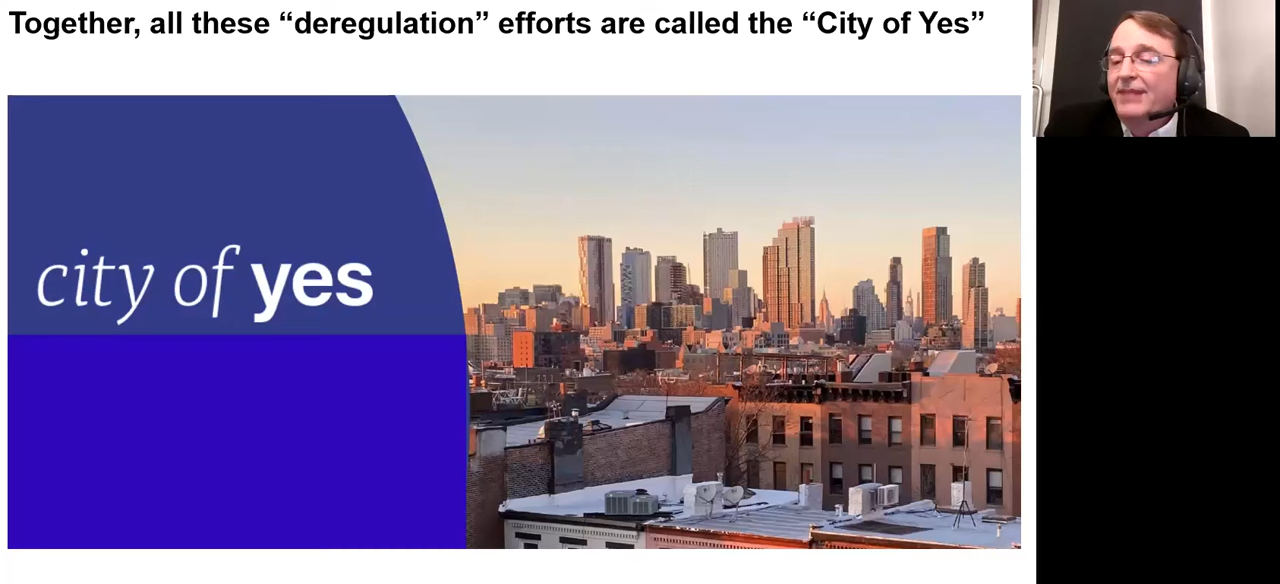 Together, all these “deregulation” efforts are called the “City of Yes”
city of yes